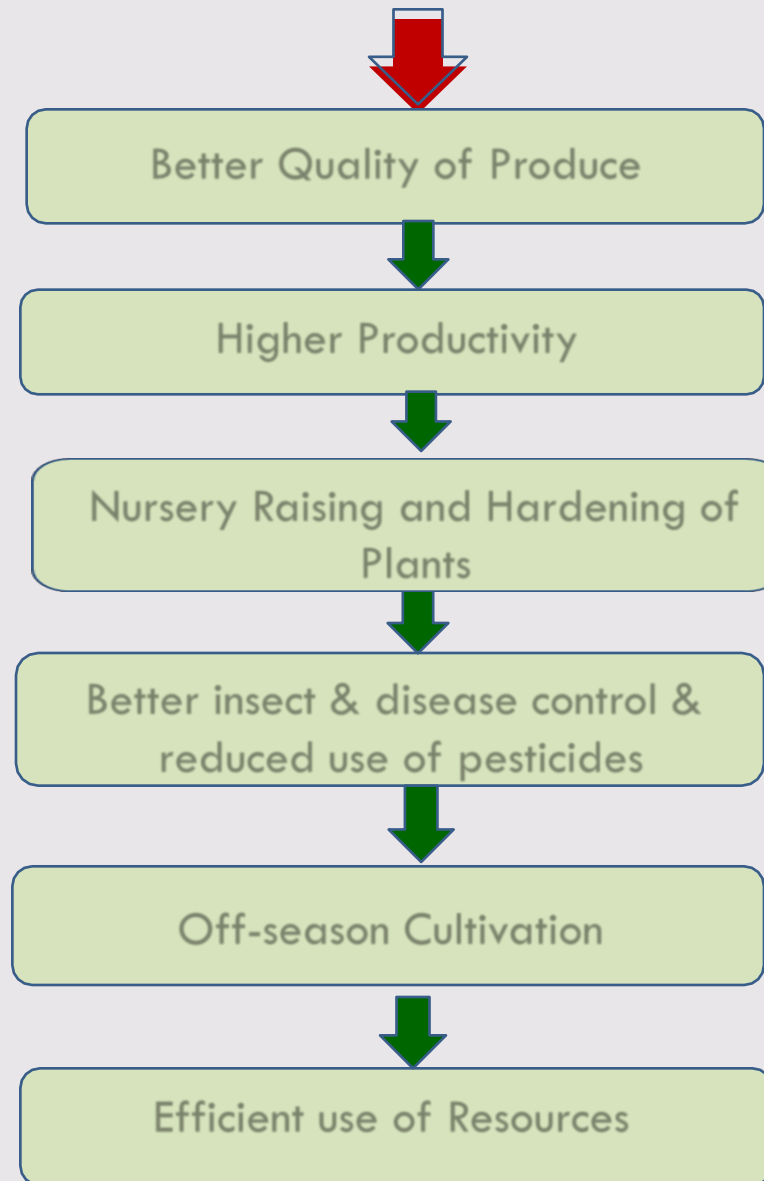 Better Quality of Produce
Higher Productivity
Nursery Raising and Hardening of
Plants
Better insect & disease control &
reduced use of pesticides
Off-season Cultivation
Efficient use of Resources